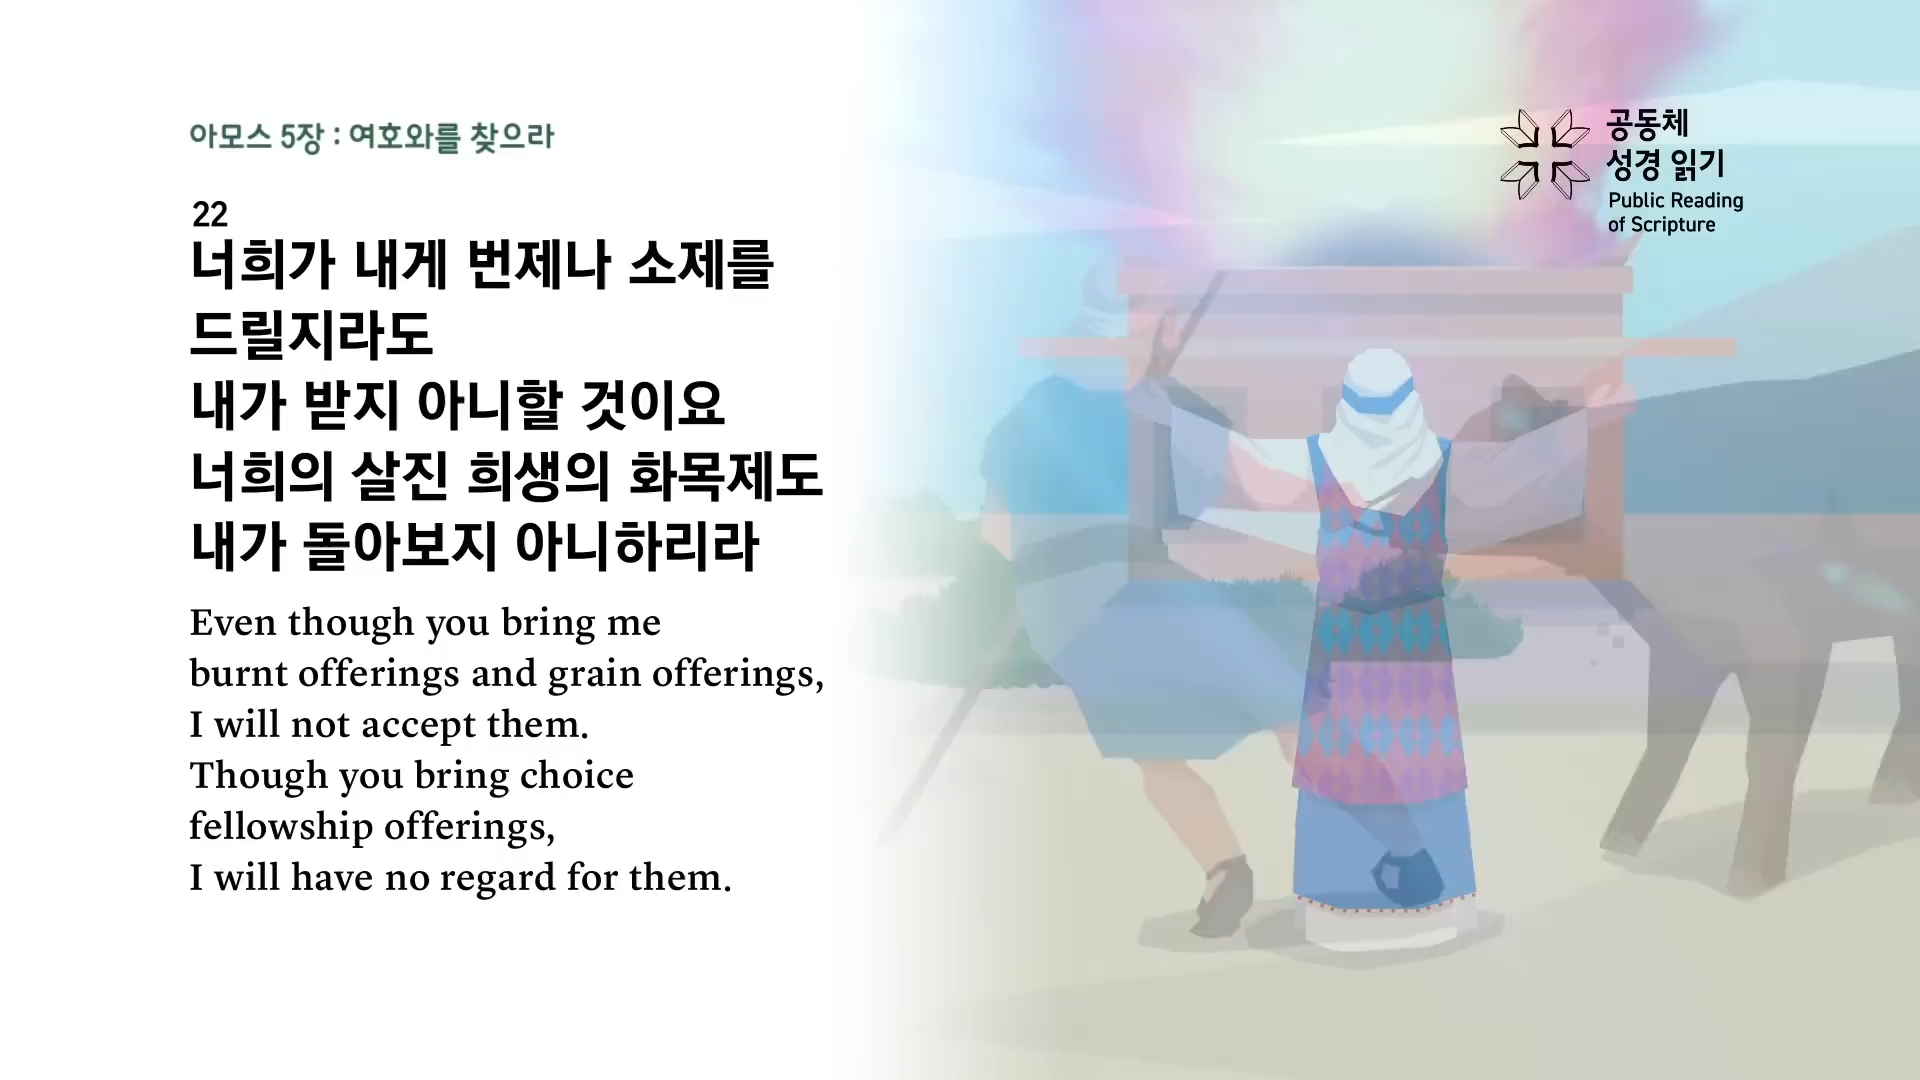 아모스 5장 : 여호와를 찾으라
22
너희가 내게 번제나 소제를
드릴지라도
내가 받지 아니할 것이요
너희의 살진 희생의 화목제도
내가 돌아보지 아니하리라
Even though you bring me
burnt offerings and grain offerings,
I will not accept them.
Though you bring choice
fellowship offerings,
I will have no regard for them.
공동체
성경 읽기
Public Reading
of Scripture